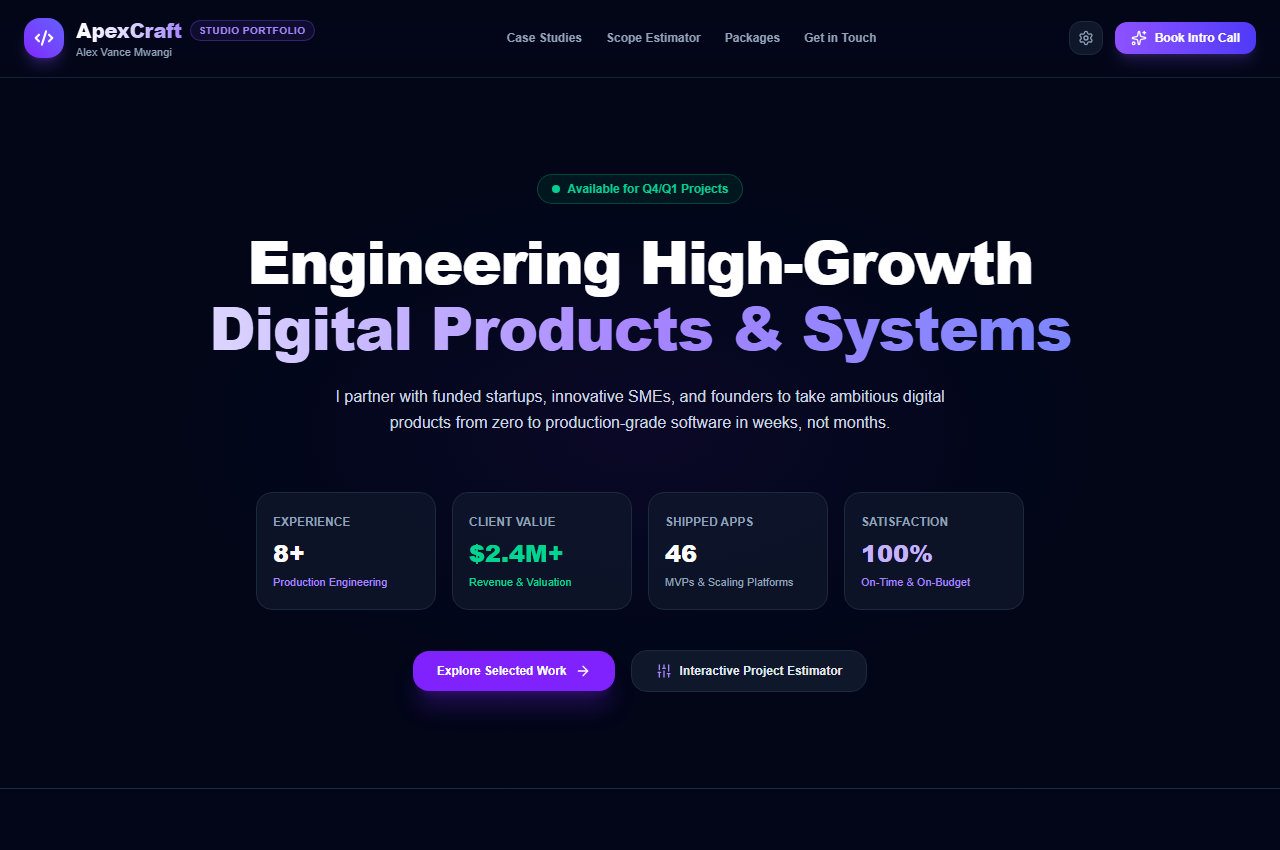 ApexCraft
STUDIO PORTFOLIO
Alex Vance Mwangi
Case Studies
Scope Estimator
Packages
Get in Touch
Book Intro Call
Available for Q4/Q1 Projects
Engineering High-Growth
Digital Products & Systems
I partner with funded startups, innovative SMEs, and founders to take ambitious digital
products from zero to production-grade software in weeks, not months.
EXPERIENCE
8+
Production Engineering
CLIENT VALUE
$2.4M+
Revenue & Valuation
SHIPPED APPS
46
MVPs & Scaling Platforms
SATISFACTION
100%
On-Time & On-Budget
Explore Selected Work
Interactive Project Estimator